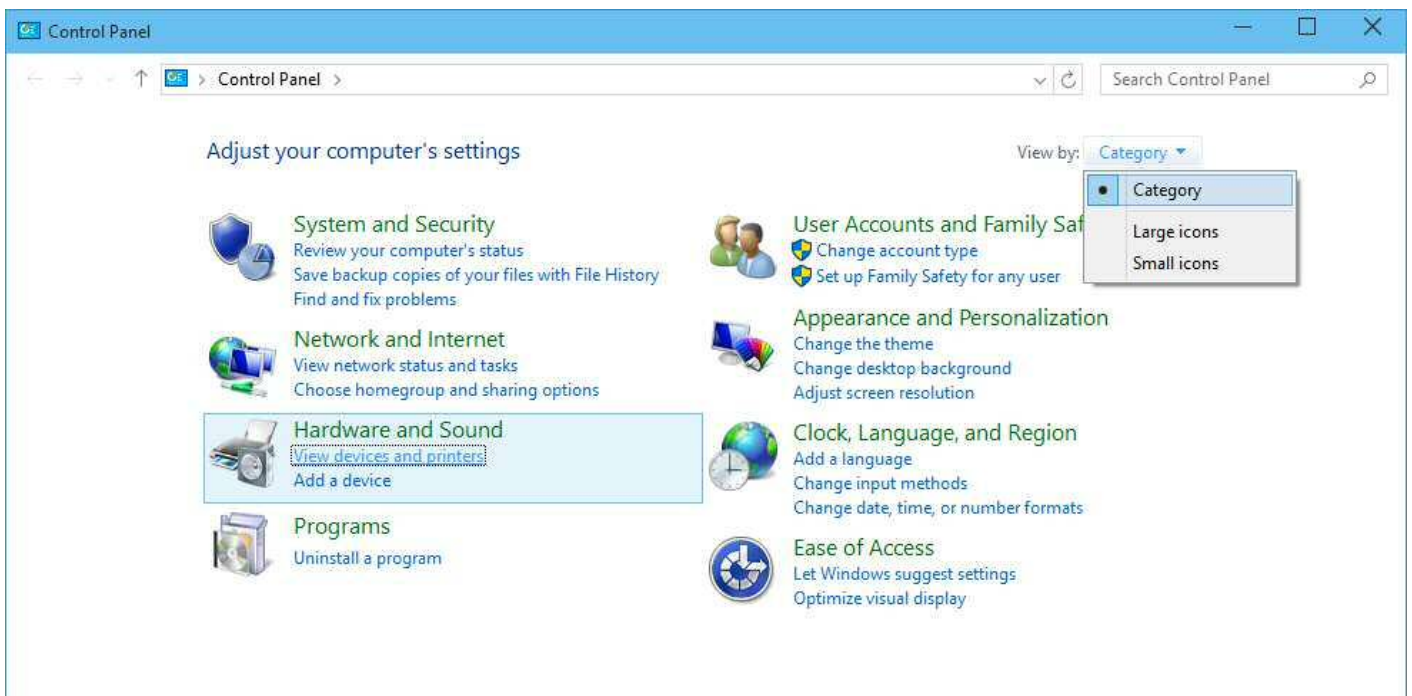 Control Panel
Control Panel
Search Control Panel
Adjust your computer's settings
View by: Category
Category
Large icons
Small icons
System and Security
Review your computer's status
Save backup copies of your files with File History
Find and fix problems
Network and Internet
View network status and tasks
Choose homegroup and sharing options
Hardware and Sound
View devices and printers
Add a device
Programs
Uninstall a program
User Accounts and Family Saf
Change account type
Set up Family Safety for any user
Appearance and Personalization
Change the theme
Change desktop background
Adjust screen resolution
Clock, Language, and Region
Add a language
Change input methods
Change date, time, or number formats
Ease of Access
Let Windows suggest settings
Optimize visual display